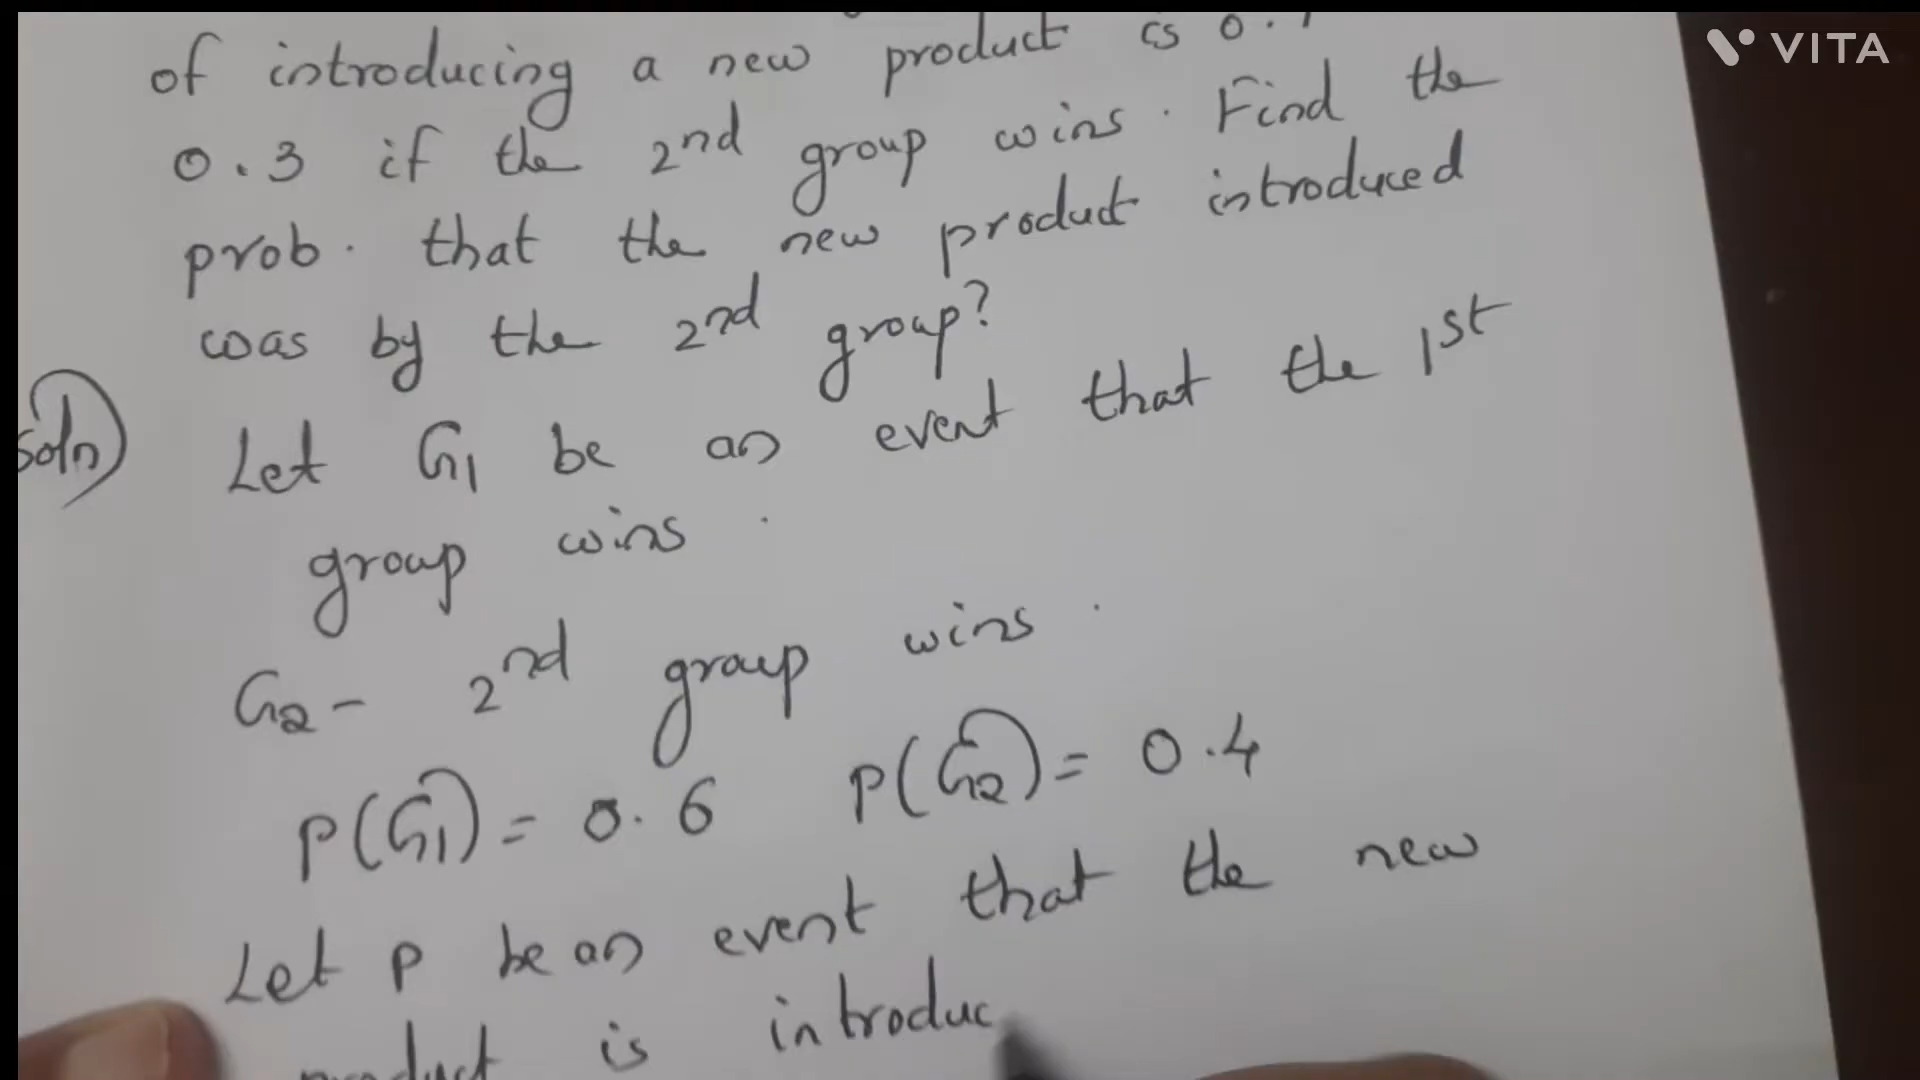 VITA
of introducing a new product is 0.
0.3 if the 2nd group wins. Find the
prob. that the new product introduced
was by the 2nd group?
Soln) Let G1 be an event that the 1st
group wins.
G2 - 2nd group wins.
P(G1) = 0.6 P(G2) = 0.4
Let P be an event that the new
product is introduc